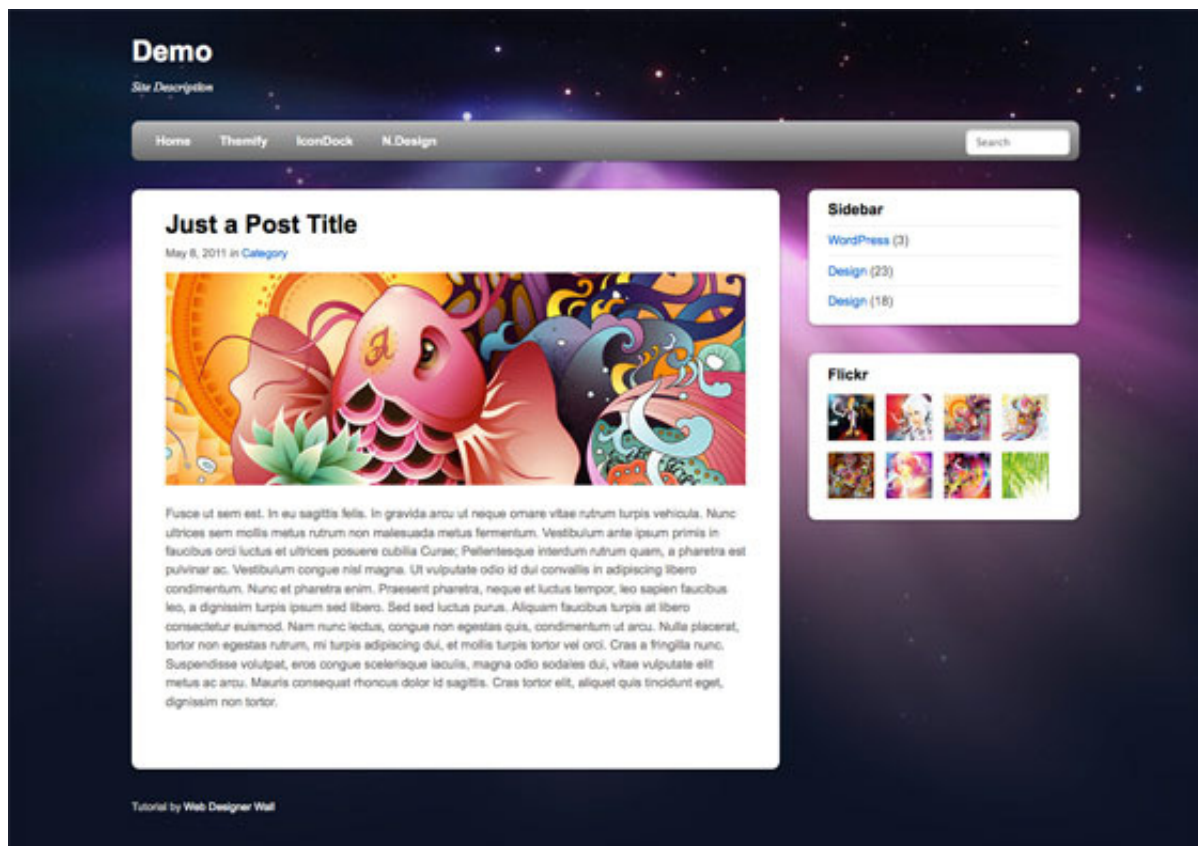 Demo
Site Description
Home Themify IconDock N.Design Search
Just a Post Title
May 8, 2011 in Category
Fusce ut sem est. In eu sagittis felis. In gravida arcu ut neque ornare vitae rutrum turpis vehicula. Nunc
ultrices sem mollis metus rutrum non malesuada metus fermentum. Vestibulum ante ipsum primis in
faucibus orci luctus et ultrices posuere cubilia Curae; Pellentesque interdum rutrum quam, a pharetra est
pulvinar ac. Vestibulum congue nisl magna. Ut vulputate odio id dui convallis in adipiscing libero
condimentum. Nunc et pharetra enim. Praesent pharetra, neque et luctus tempor, leo sapien faucibus
leo, a dignissim turpis ipsum sed libero. Sed sed luctus purus. Aliquam faucibus turpis at libero
consectetur euismod. Nam nunc lectus, congue non egestas quis, condimentum ut arcu. Nulla placerat,
tortor non egestas rutrum, mi turpis adipiscing dui, et mollis turpis tortor vel orci. Cras a fringilla nunc.
Suspendisse volutpat, eros congue scelerisque iaculis, magna odio sodales dui, vitae vulputate elit
metus ac arcu. Mauris consequat rhoncus dolor id sagittis. Cras tortor elit, aliquet quis tincidunt eget,
dignissim non tortor.
Sidebar
WordPress (3)
Design (23)
Design (18)
Flickr
Tutorial by Web Designer Wall